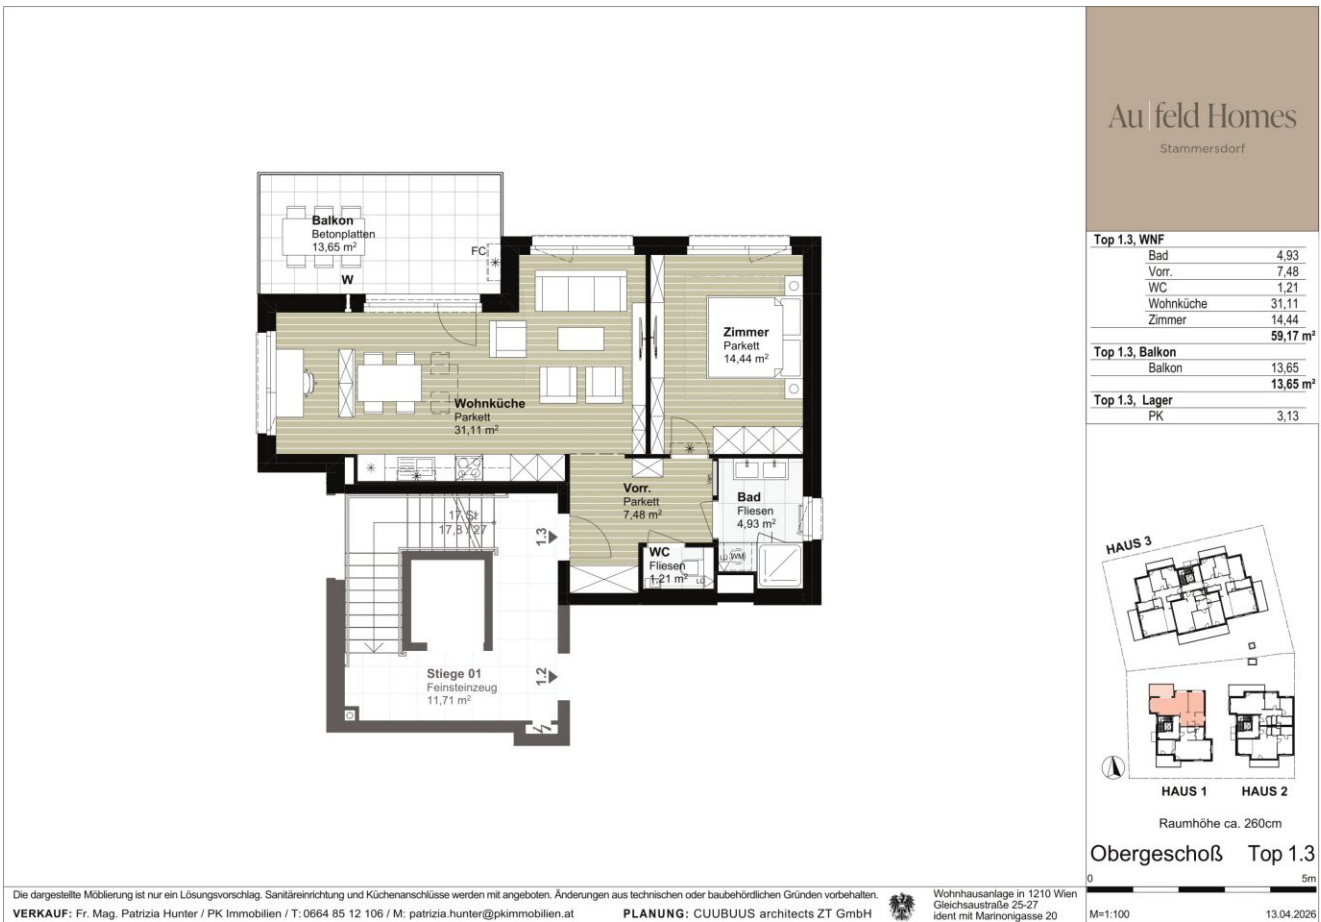 Au|feld Homes
Stammersdorf
Top 1.3, WNF
Bad 4,93
Vorr. 7,48
WC 1,21
Wohnküche 31,11
Zimmer 14,44
59,17 m²
Top 1.3, Balkon
Balkon 13,65
13,65 m²
Top 1.3, Lager
PK 3,13
Balkon
Betonplatten
13,65 m²
FC
W
Zimmer
Parkett
14,44 m²
Wohnküche
Parkett
31,11 m²
Vorr.
Parkett
7,48 m²
Bad
Fliesen
4,93 m²
WC
Fliesen
1,21 m²
WM
17 St
17,8 / 27
1.3
1.2
Stiege 01
Feinsteinzeug
11,71 m²
HAUS 3
HAUS 1 HAUS 2
Raumhöhe ca. 260cm
Obergeschoß Top 1.3
0 5m
M=1:100 13.04.2026
Die dargestellte Möblierung ist nur ein Lösungsvorschlag. Sanitäreinrichtung und Küchenanschlüsse werden mit angeboten. Änderungen aus technischen oder baubehördlichen Gründen vorbehalten.
VERKAUF: Fr. Mag. Patrizia Hunter / PK Immobilien / T: 0664 85 12 106 / M: patrizia.hunter@pkimmobilien.at PLANUNG: CUUBUUS architects ZT GmbH
Wohnhausanlage in 1210 Wien
Gleichsaustraße 25-27
ident mit Marinonigasse 20